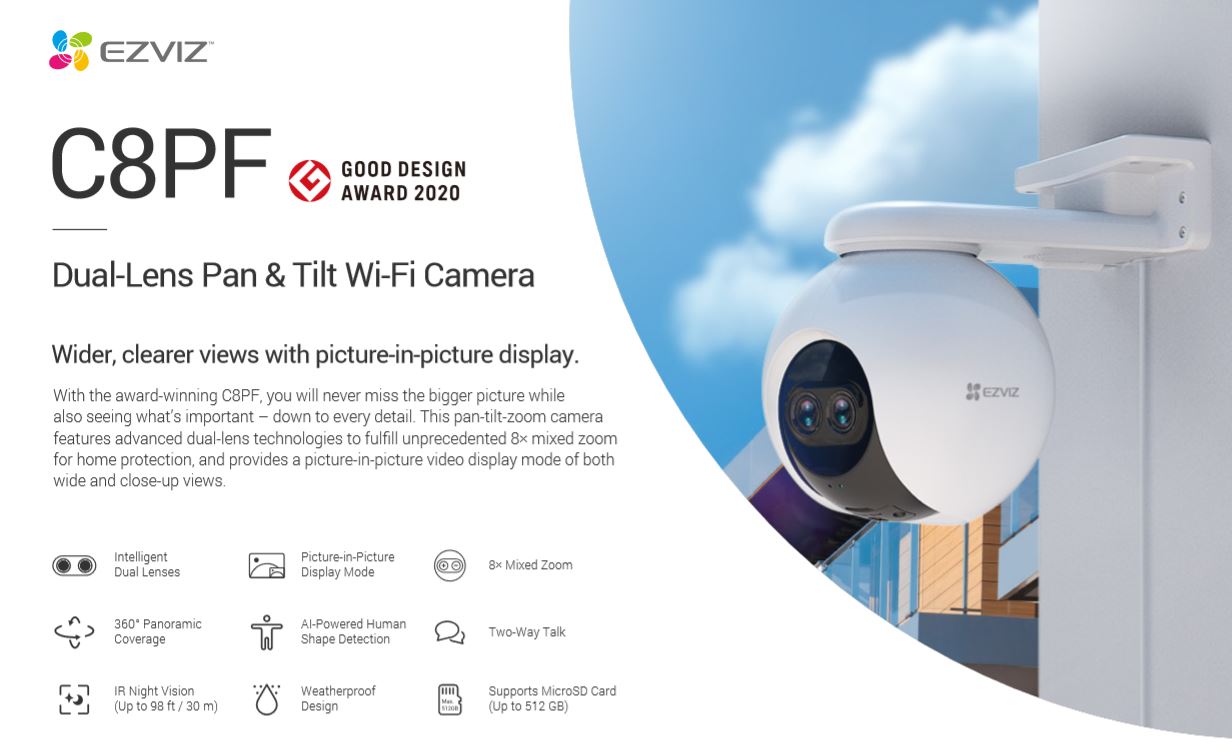 EZVIZ™
C8PF
GOOD DESIGN
AWARD 2020
Dual-Lens Pan & Tilt Wi-Fi Camera
Wider, clearer views with picture-in-picture display.
With the award-winning C8PF, you will never miss the bigger picture while
also seeing what's important – down to every detail. This pan-tilt-zoom camera
features advanced dual-lens technologies to fulfill unprecedented 8× mixed zoom
for home protection, and provides a picture-in-picture video display mode of both
wide and close-up views.
EZVIZ
Intelligent
Dual Lenses
Picture-in-Picture
Display Mode
8× Mixed Zoom
360° Panoramic
Coverage
AI-Powered Human
Shape Detection
Two-Way Talk
IR Night Vision
(Up to 98 ft / 30 m)
Weatherproof
Design
Max.
512GB
Supports MicroSD Card
(Up to 512 GB)